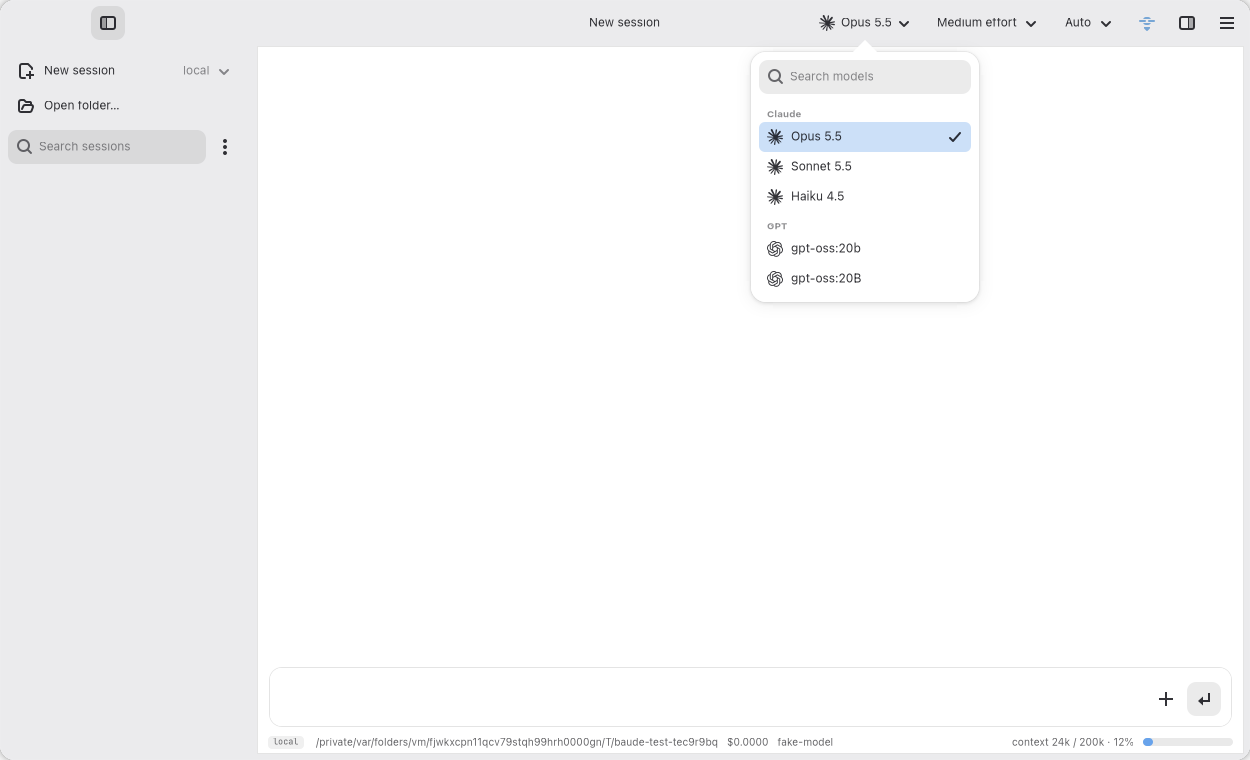 New session
Opus 5.5
Medium effort
Auto
New session
local
Open folder...
Search sessions
Search models
Claude
Opus 5.5
Sonnet 5.5
Haiku 4.5
GPT
gpt-oss:20b
gpt-oss:20B
local /private/var/folders/vm/fjwkxcpn11qcv79stqh99hrh0000gn/T/baude-test-tec9r9bq $0.0000 fake-model
context 24k / 200k · 12%